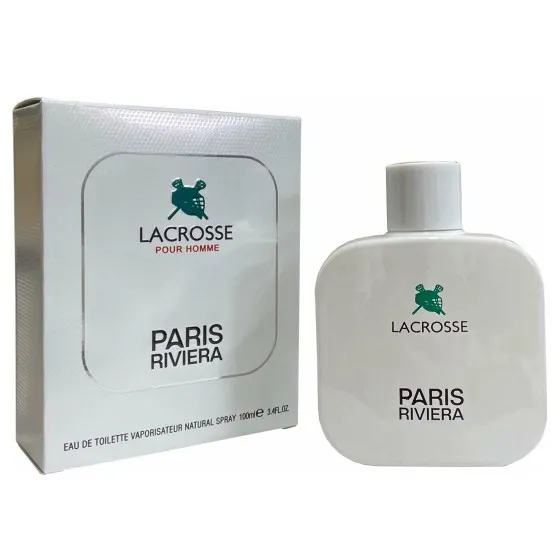 LACROSSE
POUR HOMME
PARIS
RIVIERA
EAU DE TOILETTE VAPORISATEUR NATURAL SPRAY 100ml℮ 3.4FL.OZ.
LACROSSE
PARIS
RIVIERA